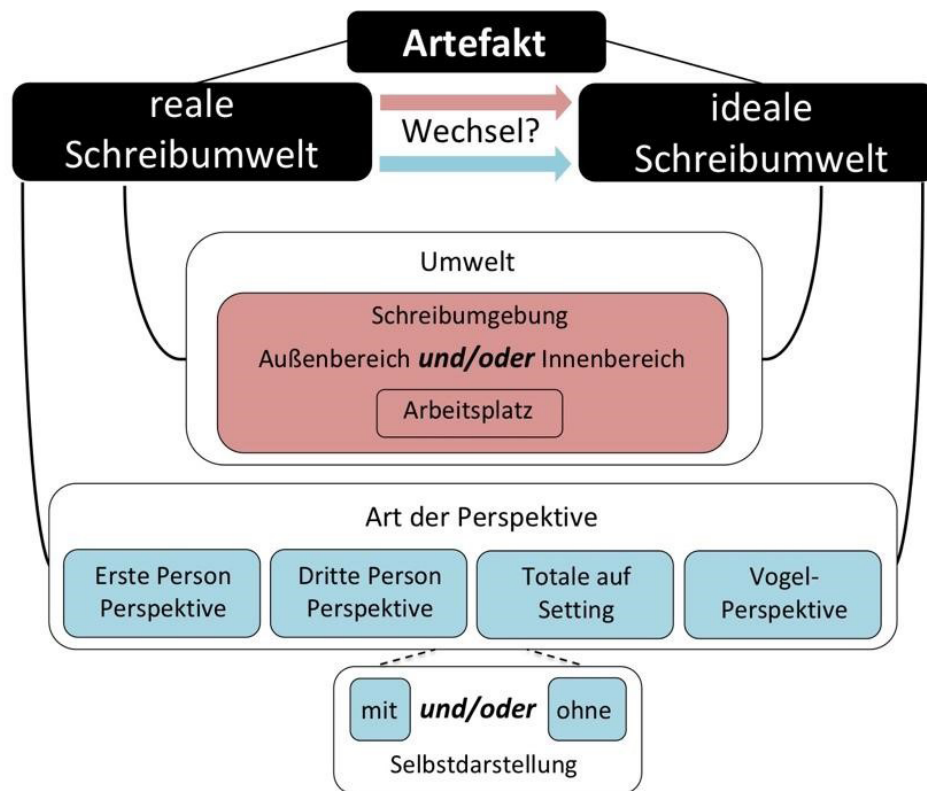 Artefakt
reale
Schreibumwelt
Wechsel?
ideale
Schreibumwelt
Umwelt
Schreibumgebung
Außenbereich und/oder Innenbereich
Arbeitsplatz
Art der Perspektive
Erste Person
Perspektive
Dritte Person
Perspektive
Totale auf
Setting
Vogel-
Perspektive
mit und/oder ohne
Selbstdarstellung